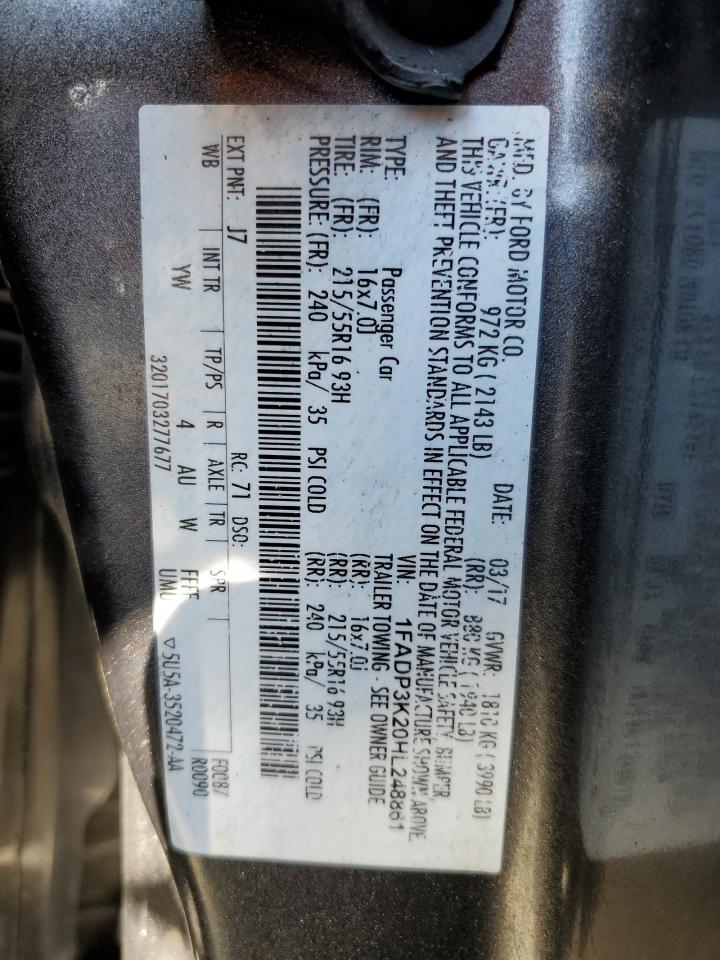 MFD. BY FORD MOTOR CO. DATE: 03/17 GVWR: 1810 KG ( 3990 LB)
GAWR (FR): 972 KG ( 2143 LB) (RR): 880 KG ( 1940 LB)
THIS VEHICLE CONFORMS TO ALL APPLICABLE FEDERAL MOTOR VEHICLE SAFETY, BUMPER,
AND THEFT PREVENTION STANDARDS IN EFFECT ON THE DATE OF MANUFACTURE SHOWN ABOVE.
VIN: 1FADP3K20HL248861
TYPE: Passenger Car TRAILER TOWING - SEE OWNER GUIDE
RIM: (FR): 16x7.0J (RR): 16x7.0J
TIRE: (FR): 215/55R16 93H (RR): 215/55R16 93H
PRESSURE (FR): 240 kPa/ 35 PSI COLD (RR): 240 kPa/ 35 PSI COLD
EXT PNT: J7 RC: 71 DSO: F0CB7
WB INT TR TP/PS R AXLE TR SPR R0090
YW 4 AU W FFFF
UMU
3201703277677 ▽5U5A-3520472-AA